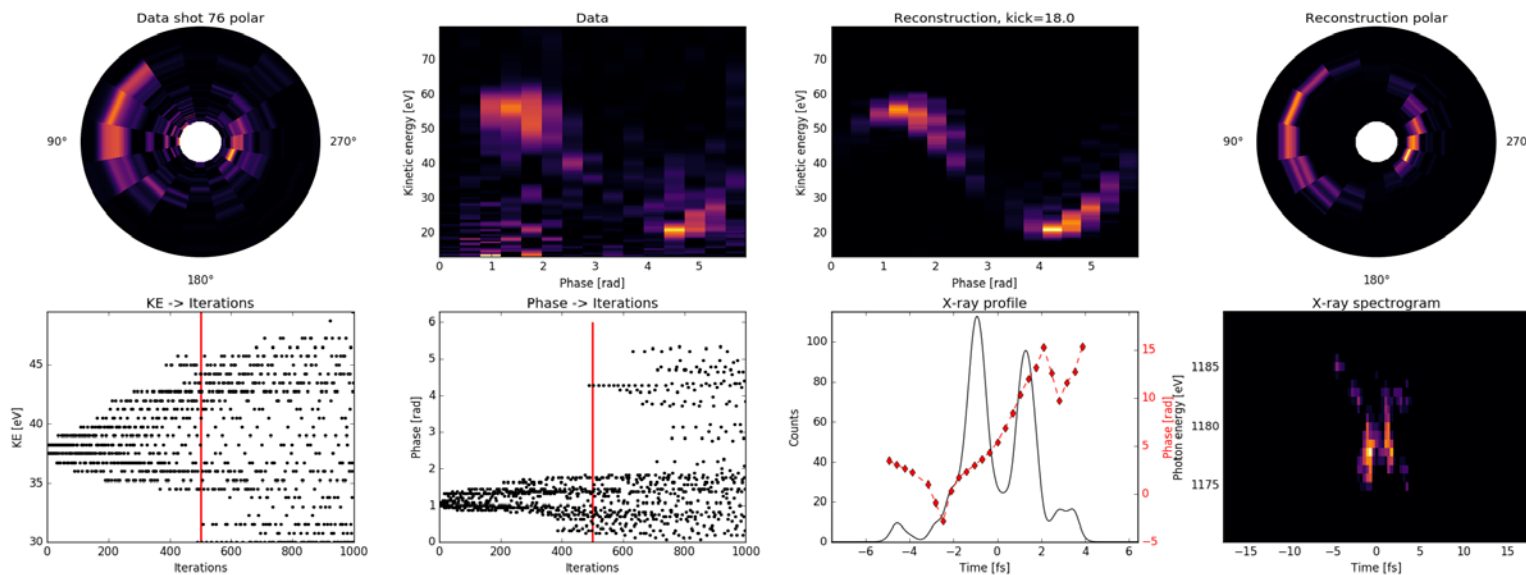 Data shot 76 polar
90°
270°
180°
Data
Kinetic energy [eV]
70
60
50
40
30
20
0 1 2 3 4 5
Phase [rad]
Reconstruction, kick=18.0
Kinetic energy [eV]
70
60
50
40
30
20
0 1 2 3 4 5
Phase [rad]
Reconstruction polar
90°
270°
180°
KE -> Iterations
KE [eV]
45
40
35
30
0 200 400 600 800 1000
Iterations
Phase -> Iterations
Phase [rad]
6
5
4
3
2
1
0
0 200 400 600 800 1000
Iterations
X-ray profile
Counts
100
80
60
40
20
0
−6 −4 −2 0 2 4 6
Time [fs]
15
10
5
0
−5
Phase [rad]
X-ray spectrogram
Photon energy [eV]
1185
1180
1175
−15 −10 −5 0 5 10 15
Time [fs]